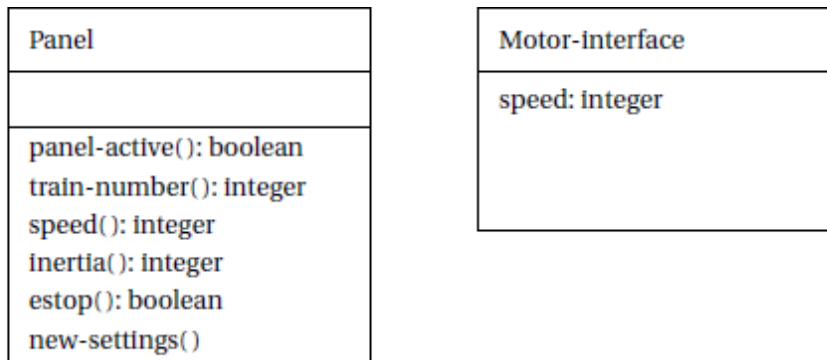 Panel
panel-active( ): boolean
train-number( ): integer
speed( ): integer
inertia( ): integer
estop( ): boolean
new-settings( )
Motor-interface
speed: integer